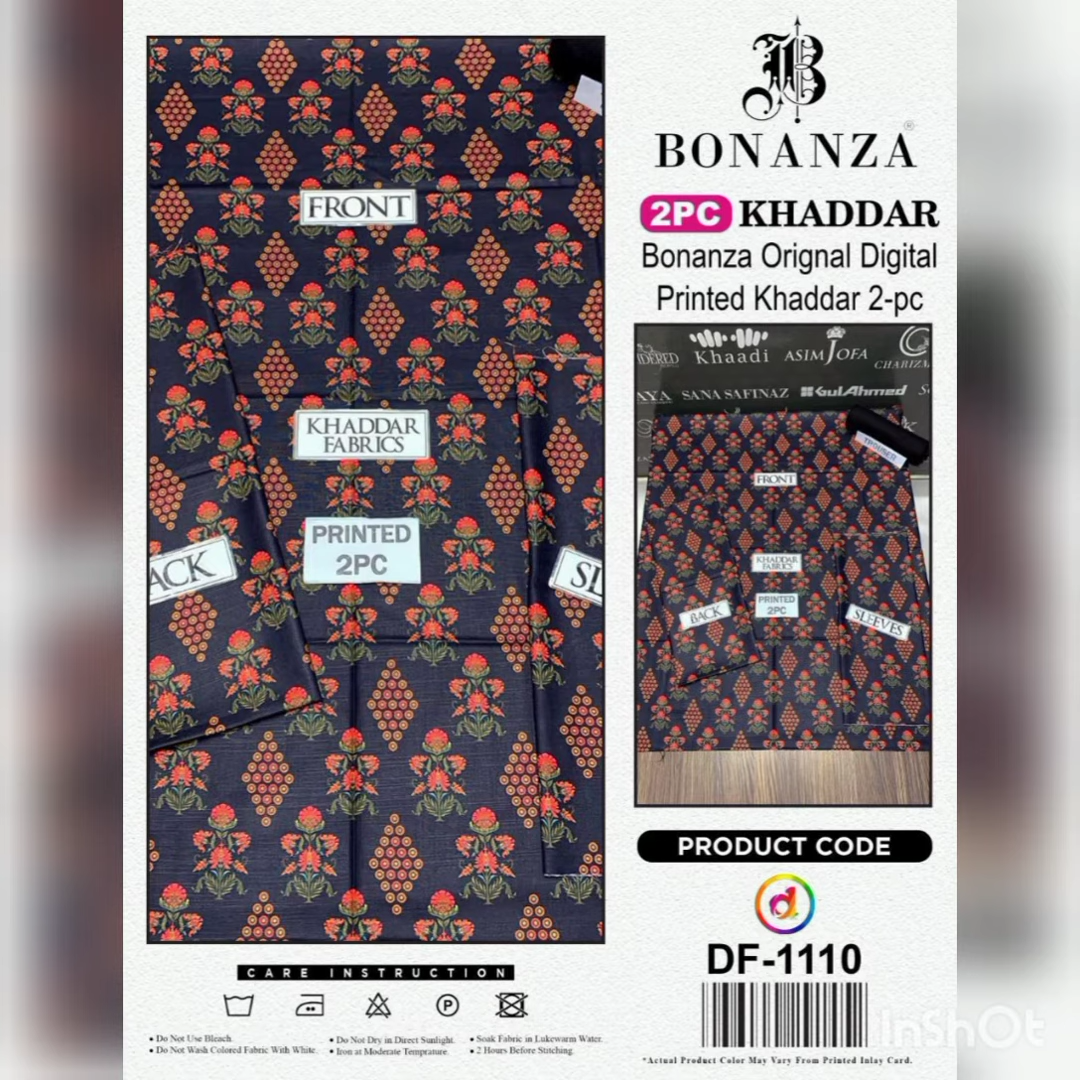 FRONT
KHADDAR
FABRICS
PRINTED
2PC
ACK
BONANZA
2PC KHADDAR
Bonanza Orignal Digital
Printed Khaddar 2-pc
Khaadi
ASIM JOFA
SANA SAFINAZ
GulAhmed
TROUSER
FRONT
KHADDAR
FABRICS
PRINTED
2PC
BACK
SLEEVES
PRODUCT CODE
d
DF-1110
CARE INSTRUCTION
P
• Do Not Use Bleach.
• Do Not Wash Colored Fabric With White.
• Do Not Dry in Direct Sunlight.
• Iron at Moderate Temprature.
• Soak Fabric in Lukewarm Water.
• 2 Hours Before Stitching.
*Actual Product Color May Vary From Printed Inlay Card.
InShOt